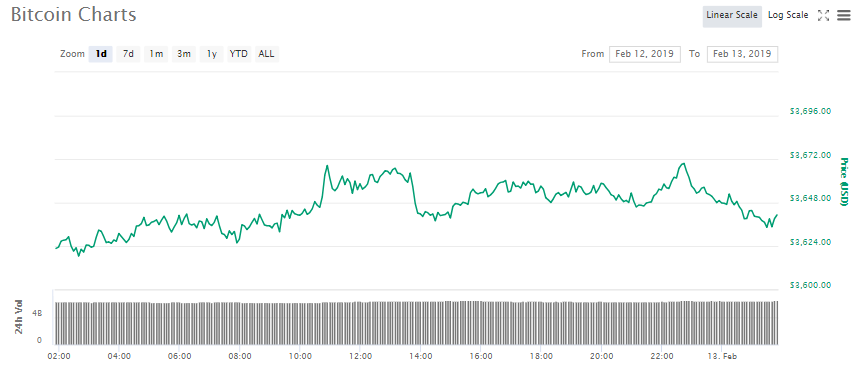 Bitcoin Charts
Linear Scale Log Scale
Zoom 1d 7d 1m 3m 1y YTD ALL From Feb 12, 2019 To Feb 13, 2019
$3,696.00
$3,672.00
$3,648.00
$3,624.00
$3,600.00
Price (USD)
24h Vol
4B
0
02:00 04:00 06:00 08:00 10:00 12:00 14:00 16:00 18:00 20:00 22:00 13. Feb